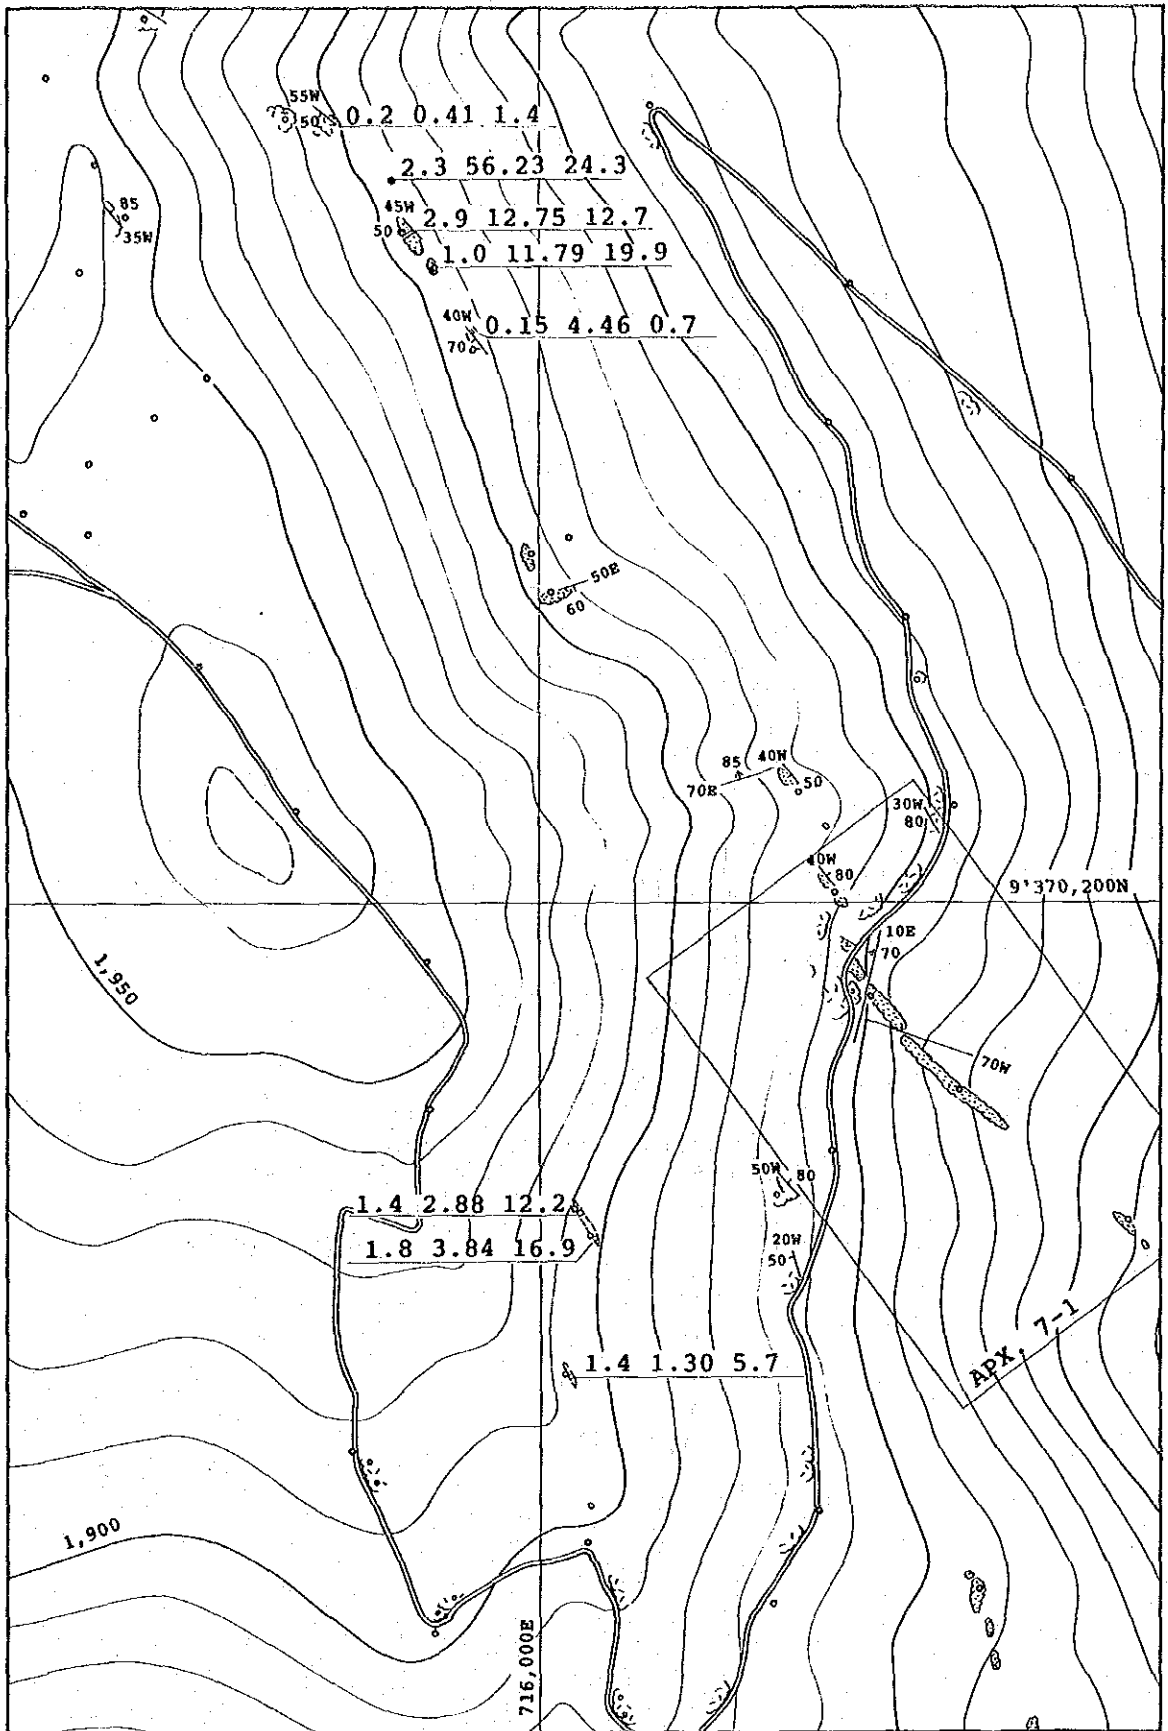 55W
50 0.2 0.41 1.4
2.3 56.23 24.3
85
35W
45W
50 2.9 12.75 12.7
1.0 11.79 19.9
40W
70 0.15 4.46 0.7
50E
60
85 40W
70E 50
30W
80
40W
80
9'370,200N
10E
70
1,950
70W
50W 80
1.4 2.88 12.2
20W
50
1.8 3.84 16.9
APX. 7-1
1.4 1.30 5.7
1,900
716,000E